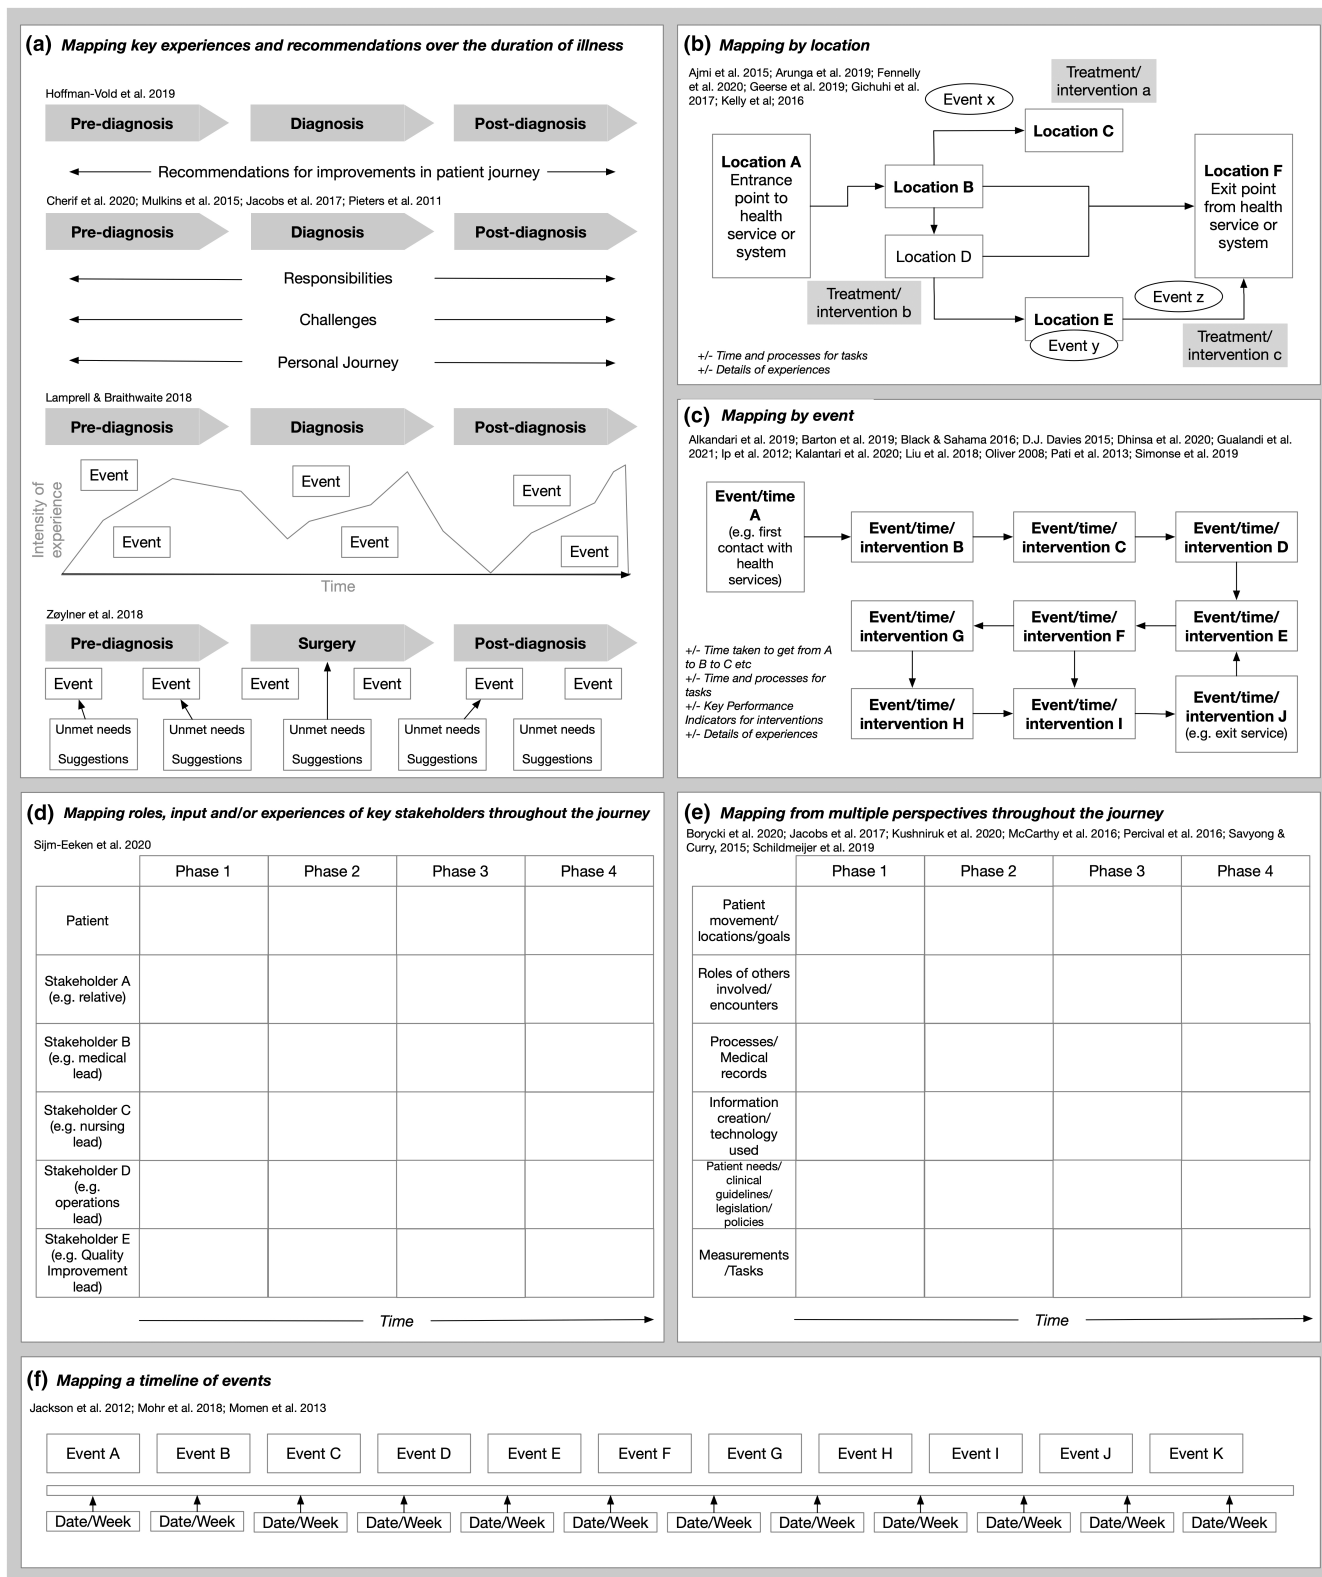 (a) Mapping key experiences and recommendations over the duration of illness
Hoffman-Vold et al. 2019
Pre-diagnosis
Diagnosis
Post-diagnosis
Recommendations for improvements in patient journey
Cherif et al. 2020; Mulkins et al. 2015; Jacobs et al. 2017; Pieters et al. 2011
Pre-diagnosis
Diagnosis
Post-diagnosis
Responsibilities
Challenges
Personal Journey
Lamprell & Braithwaite 2018
Pre-diagnosis
Diagnosis
Post-diagnosis
Intensity of
experience
Event
Event
Event
Event
Event
Event
Time
Zøylner et al. 2018
Pre-diagnosis
Surgery
Post-diagnosis
Event
Event
Event
Event
Event
Event
Unmet needs
Suggestions
Unmet needs
Suggestions
Unmet needs
Suggestions
Unmet needs
Suggestions
Unmet needs
Suggestions
(b) Mapping by location
Ajmi et al. 2015; Arunga et al. 2019; Fennelly
et al. 2020; Geerse et al. 2019; Gichuhi et al.
2017; Kelly et al; 2016
Event x
Treatment/
intervention a
Location A
Entrance
point to
health
service or
system
Location B
Location C
Location D
Location F
Exit point
from health
service or
system
Treatment/
intervention b
Location E
Event y
Event z
Treatment/
intervention c
+/- Time and processes for tasks
+/- Details of experiences
(c) Mapping by event
Alkandari et al. 2019; Barton et al. 2019; Black & Sahama 2016; D.J. Davies 2015; Dhinsa et al. 2020; Gualandi et al.
2021; Ip et al. 2012; Kalantari et al. 2020; Liu et al. 2018; Oliver 2008; Pati et al. 2013; Simonse et al. 2019
Event/time
A
(e.g. first
contact with
health
services)
Event/time/
intervention B
Event/time/
intervention C
Event/time/
intervention D
Event/time/
intervention G
Event/time/
intervention F
Event/time/
intervention E
Event/time/
intervention H
Event/time/
intervention I
Event/time/
intervention J
(e.g. exit service)
+/- Time taken to get from A
to B to C etc
+/- Time and processes for
tasks
+/- Key Performance
Indicators for interventions
+/- Details of experiences
(d) Mapping roles, input and/or experiences of key stakeholders throughout the journey
Sijm-Eeken et al. 2020
Phase 1
Phase 2
Phase 3
Phase 4
Patient
Stakeholder A
(e.g. relative)
Stakeholder B
(e.g. medical
lead)
Stakeholder C
(e.g. nursing
lead)
Stakeholder D
(e.g.
operations
lead)
Stakeholder E
(e.g. Quality
Improvement
lead)
Time
(e) Mapping from multiple perspectives throughout the journey
Borycki et al. 2020; Jacobs et al. 2017; Kushniruk et al. 2020; McCarthy et al. 2016; Percival et al. 2016; Savyong &
Curry, 2015; Schildmeijer et al. 2019
Phase 1
Phase 2
Phase 3
Phase 4
Patient
movement/
locations/goals
Roles of others
involved/
encounters
Processes/
Medical
records
Information
creation/
technology
used
Patient needs/
clinical
guidelines/
legislation/
policies
Measurements
/Tasks
Time
(f) Mapping a timeline of events
Jackson et al. 2012; Mohr et al. 2018; Momen et al. 2013
Event A
Event B
Event C
Event D
Event E
Event F
Event G
Event H
Event I
Event J
Event K
Date/Week
Date/Week
Date/Week
Date/Week
Date/Week
Date/Week
Date/Week
Date/Week
Date/Week
Date/Week
Date/Week
Date/Week